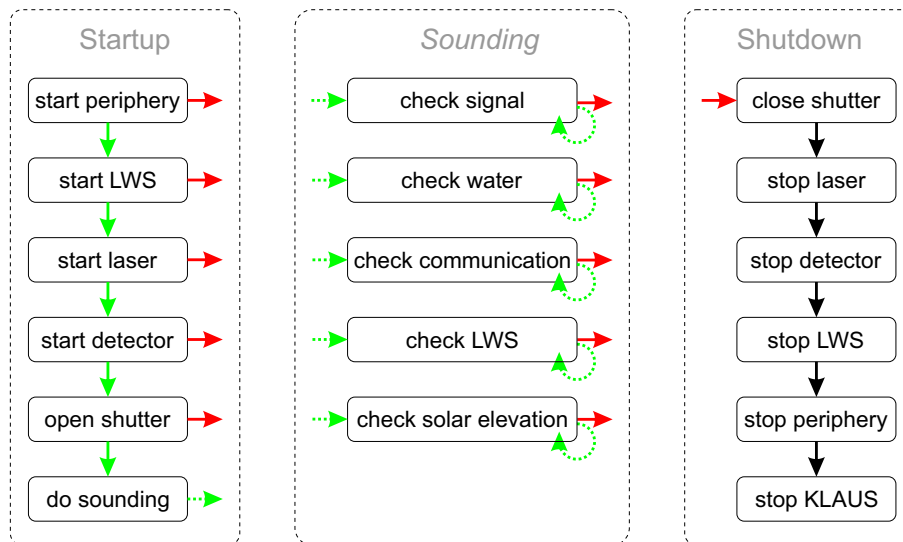 Startup
start periphery
start LWS
start laser
start detector
open shutter
do sounding
Sounding
check signal
check water
check communication
check LWS
check solar elevation
Shutdown
close shutter
stop laser
stop detector
stop LWS
stop periphery
stop KLAUS